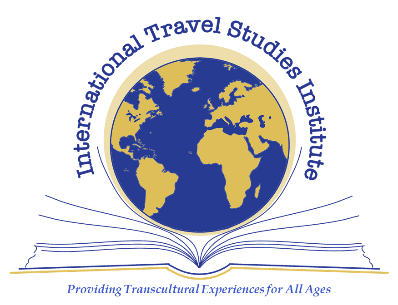 International Travel Studies Institute
Providing Transcultural Experiences for All Ages